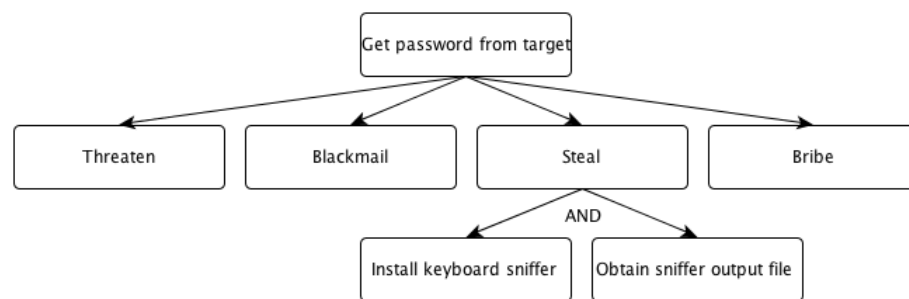 Get password from target
Threaten
Blackmail
Steal
Bribe
AND
Install keyboard sniffer
Obtain sniffer output file